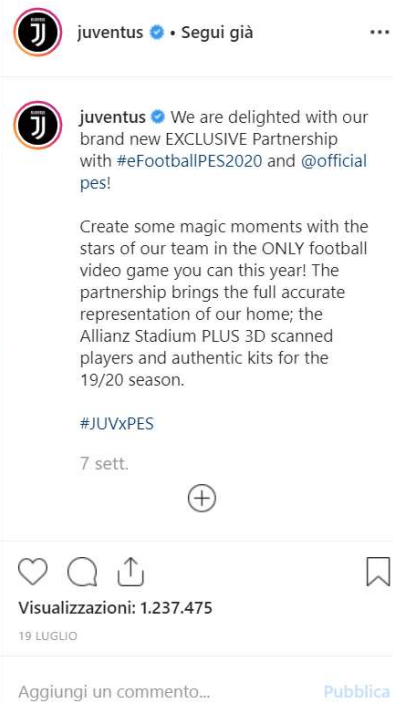 juventus • Segui già
juventus We are delighted with our
brand new EXCLUSIVE Partnership
with #eFootballPES2020 and @official
pes!
Create some magic moments with the
stars of our team in the ONLY football
video game you can this year! The
partnership brings the full accurate
representation of our home; the
Allianz Stadium PLUS 3D scanned
players and authentic kits for the
19/20 season.
#JUVxPES
7 sett.
Visualizzazioni: 1.237.475
19 LUGLIO
Aggiungi un commento... Pubblica